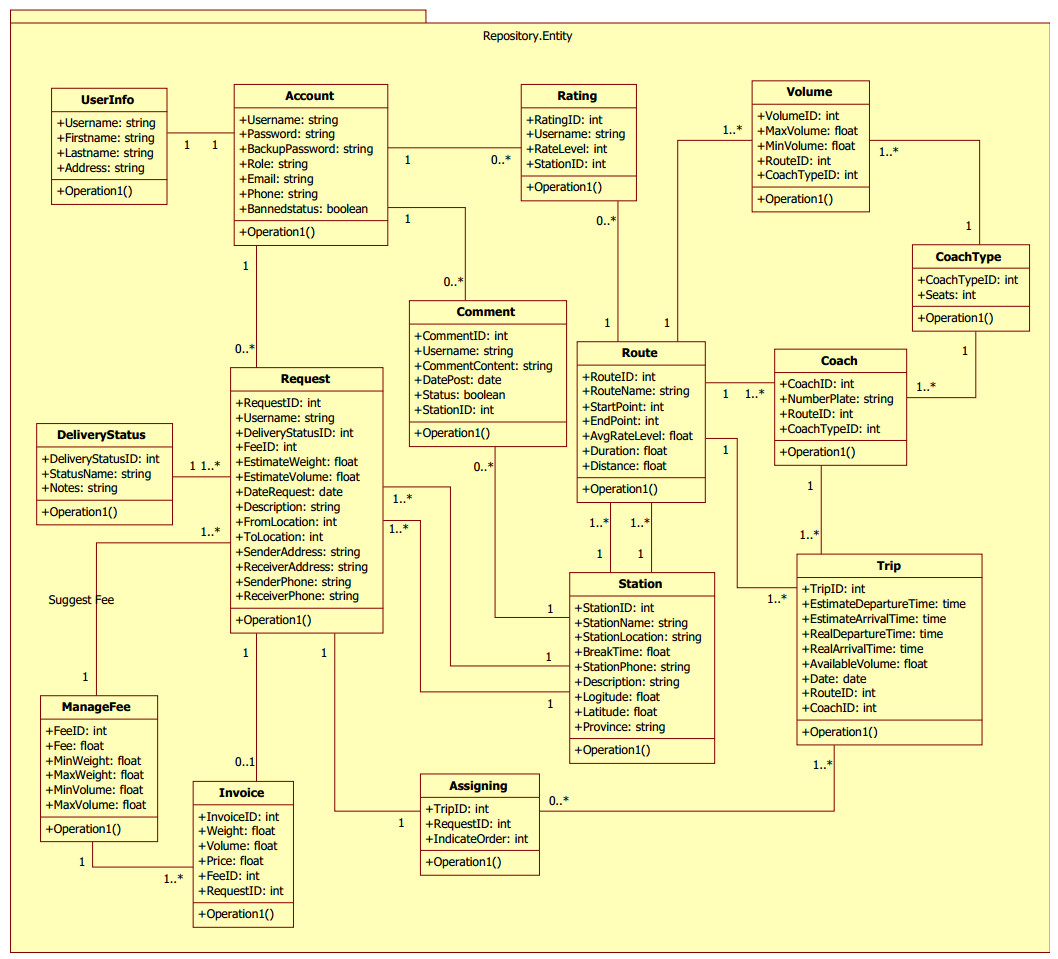 Repository.Entity
UserInfo
+Username: string
+Firstname: string
+Lastname: string
+Address: string
+Operation1()
1
1
Account
+Username: string
+Password: string
+BackupPassword: string
+Role: string
+Email: string
+Phone: string
+Bannedstatus: boolean
+Operation1()
1
0..*
1
0..*
1
0..*
Rating
+RatingID: int
+Username: string
+RateLevel: int
+StationID: int
+Operation1()
0..*
1
Volume
+VolumeID: int
+MaxVolume: float
+MinVolume: float
+RouteID: int
+CoachTypeID: int
+Operation1()
1..*
1
1..*
1
CoachType
+CoachTypeID: int
+Seats: int
+Operation1()
1
1..*
Comment
+CommentID: int
+Username: string
+CommentContent: string
+DatePost: date
+Status: boolean
+StationID: int
+Operation1()
0..*
1
Route
+RouteID: int
+RouteName: string
+StartPoint: int
+EndPoint: int
+AvgRateLevel: float
+Duration: float
+Distance: float
+Operation1()
1
1..*
1
1..*
1..*
1..*
1
1
Coach
+CoachID: int
+NumberPlate: string
+RouteID: int
+CoachTypeID: int
+Operation1()
1
1..*
Request
+RequestID: int
+Username: string
+DeliveryStatusID: int
+FeeID: int
+EstimateWeight: float
+EstimateVolume: float
+DateRequest: date
+Description: string
+FromLocation: int
+ToLocation: int
+SenderAddress: string
+ReceiverAddress: string
+SenderPhone: string
+ReceiverPhone: string
+Operation1()
1..*
1..*
1
1
DeliveryStatus
+DeliveryStatusID: int
+StatusName: string
+Notes: string
+Operation1()
1 1..*
1..*
Suggest Fee
1
Station
+StationID: int
+StationName: string
+StationLocation: string
+BreakTime: float
+StationPhone: string
+Description: string
+Logitude: float
+Latitude: float
+Province: string
+Operation1()
Trip
+TripID: int
+EstimateDepartureTime: time
+EstimateArrivalTime: time
+RealDepartureTime: time
+RealArrivalTime: time
+AvailableVolume: float
+Date: date
+RouteID: int
+CoachID: int
+Operation1()
1..*
0..*
1
1
1
0..1
ManageFee
+FeeID: int
+Fee: float
+MinWeight: float
+MaxWeight: float
+MinVolume: float
+MaxVolume: float
+Operation1()
1
1..*
Invoice
+InvoiceID: int
+Weight: float
+Volume: float
+Price: float
+FeeID: int
+RequestID: int
+Operation1()
Assigning
+TripID: int
+RequestID: int
+IndicateOrder: int
+Operation1()